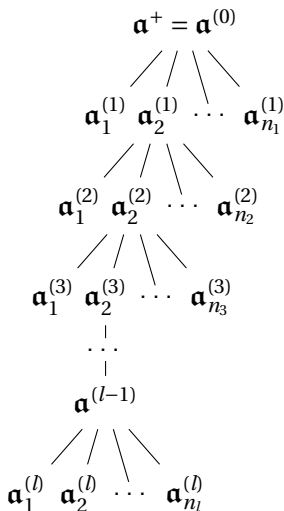 𝖆⁺ = 𝖆⁽⁰⁾
𝖆₁⁽¹⁾ 𝖆₂⁽¹⁾ ··· 𝖆ₙ₁⁽¹⁾
𝖆₁⁽²⁾ 𝖆₂⁽²⁾ ··· 𝖆ₙ₂⁽²⁾
𝖆₁⁽³⁾ 𝖆₂⁽³⁾ ··· 𝖆ₙ₃⁽³⁾
···
𝖆⁽ˡ⁻¹⁾
𝖆₁⁽ˡ⁾ 𝖆₂⁽ˡ⁾ ··· 𝖆ₙₗ⁽ˡ⁾